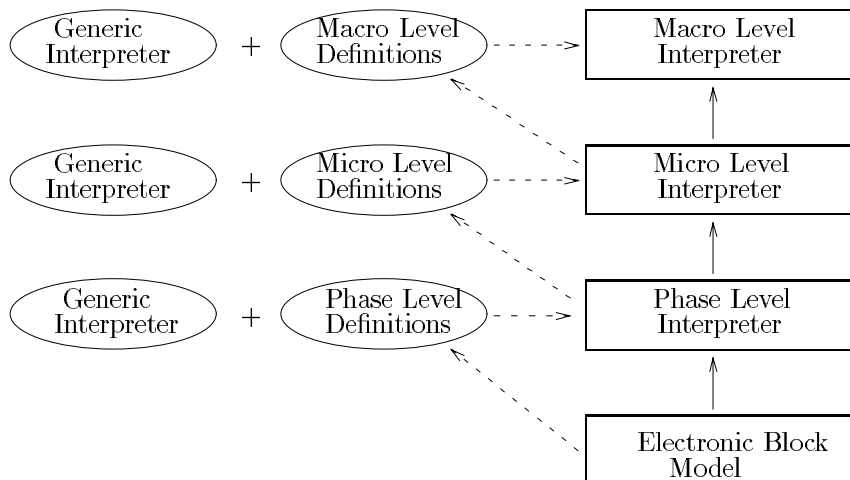 Generic
Interpreter
+
Macro Level
Definitions
Macro Level
Interpreter
Generic
Interpreter
+
Micro Level
Definitions
Micro Level
Interpreter
Generic
Interpreter
+
Phase Level
Definitions
Phase Level
Interpreter
Electronic Block
Model